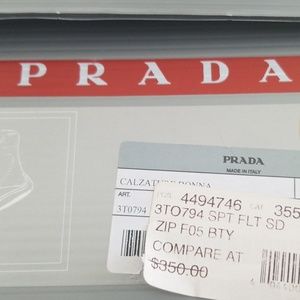 PRADA
PRADA
MADE IN ITALY
CALZATURE DONNA
ART.
3T0794
4494746 CAT 355
3TO794 SPT FLT SD
ZIP F05 BTY
COMPARE AT
$350.00